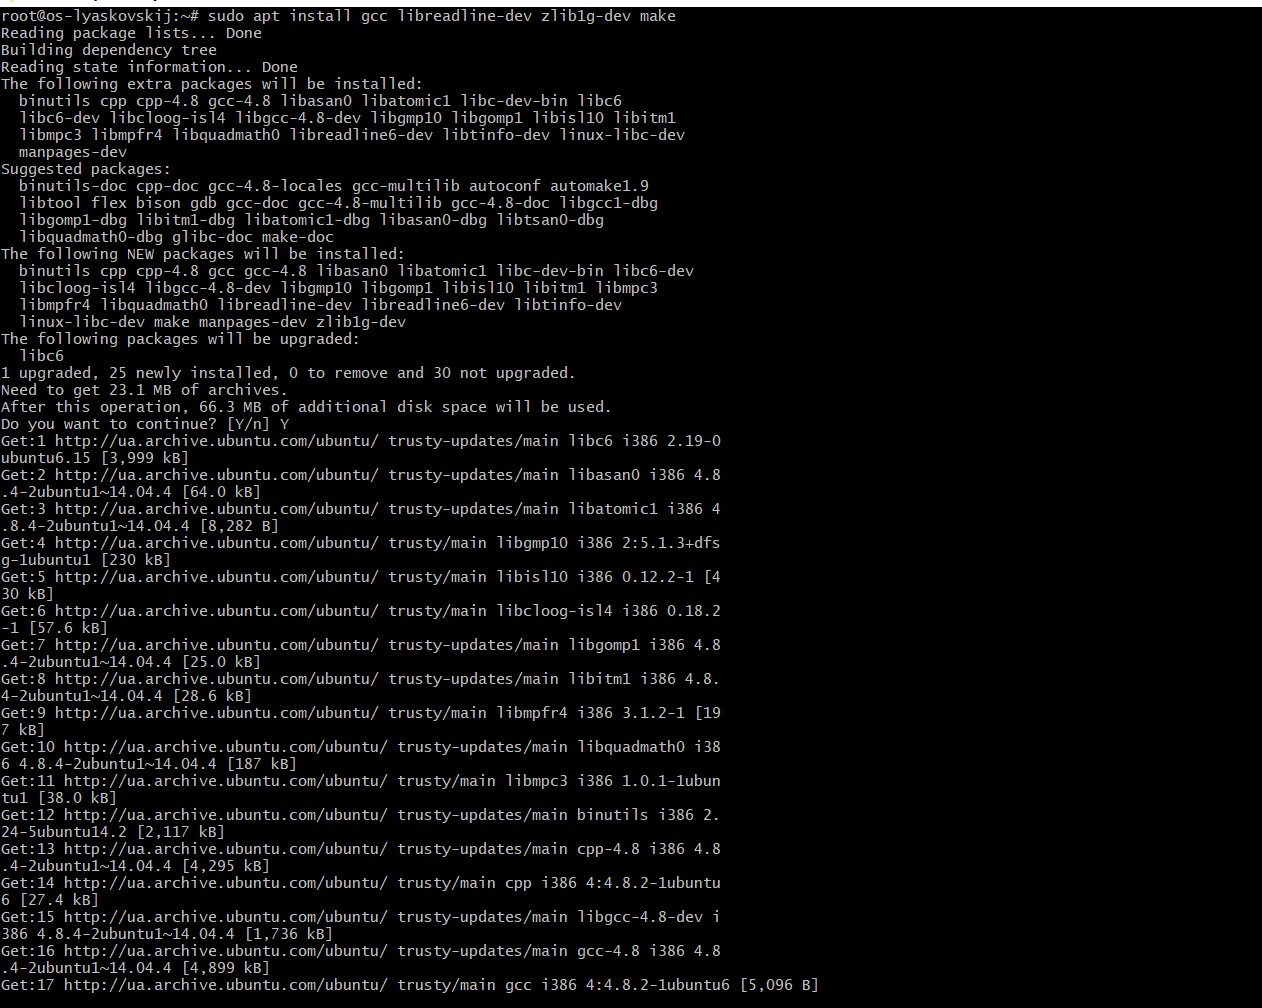 root@os-lyaskovskij:~# sudo apt install gcc libreadline-dev zlib1g-dev make
Reading package lists... Done
Building dependency tree
Reading state information... Done
The following extra packages will be installed:
  binutils cpp cpp-4.8 gcc-4.8 libasan0 libatomic1 libc-dev-bin libc6
  libc6-dev libcloog-isl4 libgcc-4.8-dev libgmp10 libgomp1 libisl10 libitm1
  libmpc3 libmpfr4 libquadmath0 libreadline6-dev libtinfo-dev linux-libc-dev
  manpages-dev
Suggested packages:
  binutils-doc cpp-doc gcc-4.8-locales gcc-multilib autoconf automake1.9
  libtool flex bison gdb gcc-doc gcc-4.8-multilib gcc-4.8-doc libgcc1-dbg
  libgomp1-dbg libitm1-dbg libatomic1-dbg libasan0-dbg libtsan0-dbg
  libquadmath0-dbg glibc-doc make-doc
The following NEW packages will be installed:
  binutils cpp cpp-4.8 gcc gcc-4.8 libasan0 libatomic1 libc-dev-bin libc6-dev
  libcloog-isl4 libgcc-4.8-dev libgmp10 libgomp1 libisl10 libitm1 libmpc3
  libmpfr4 libquadmath0 libreadline-dev libreadline6-dev libtinfo-dev
  linux-libc-dev make manpages-dev zlib1g-dev
The following packages will be upgraded:
  libc6
1 upgraded, 25 newly installed, 0 to remove and 30 not upgraded.
Need to get 23.1 MB of archives.
After this operation, 66.3 MB of additional disk space will be used.
Do you want to continue? [Y/n] Y
Get:1 http://ua.archive.ubuntu.com/ubuntu/ trusty-updates/main libc6 i386 2.19-0
ubuntu6.15 [3,999 kB]
Get:2 http://ua.archive.ubuntu.com/ubuntu/ trusty-updates/main libasan0 i386 4.8
.4-2ubuntu1~14.04.4 [64.0 kB]
Get:3 http://ua.archive.ubuntu.com/ubuntu/ trusty-updates/main libatomic1 i386 4
.8.4-2ubuntu1~14.04.4 [8,282 B]
Get:4 http://ua.archive.ubuntu.com/ubuntu/ trusty/main libgmp10 i386 2:5.1.3+dfs
g-1ubuntu1 [230 kB]
Get:5 http://ua.archive.ubuntu.com/ubuntu/ trusty/main libisl10 i386 0.12.2-1 [4
30 kB]
Get:6 http://ua.archive.ubuntu.com/ubuntu/ trusty/main libcloog-isl4 i386 0.18.2
-1 [57.6 kB]
Get:7 http://ua.archive.ubuntu.com/ubuntu/ trusty-updates/main libgomp1 i386 4.8
.4-2ubuntu1~14.04.4 [25.0 kB]
Get:8 http://ua.archive.ubuntu.com/ubuntu/ trusty-updates/main libitm1 i386 4.8.
4-2ubuntu1~14.04.4 [28.6 kB]
Get:9 http://ua.archive.ubuntu.com/ubuntu/ trusty/main libmpfr4 i386 3.1.2-1 [19
7 kB]
Get:10 http://ua.archive.ubuntu.com/ubuntu/ trusty-updates/main libquadmath0 i38
6 4.8.4-2ubuntu1~14.04.4 [187 kB]
Get:11 http://ua.archive.ubuntu.com/ubuntu/ trusty/main libmpc3 i386 1.0.1-1ubun
tu1 [38.0 kB]
Get:12 http://ua.archive.ubuntu.com/ubuntu/ trusty-updates/main binutils i386 2.
24-5ubuntu14.2 [2,117 kB]
Get:13 http://ua.archive.ubuntu.com/ubuntu/ trusty-updates/main cpp-4.8 i386 4.8
.4-2ubuntu1~14.04.4 [4,295 kB]
Get:14 http://ua.archive.ubuntu.com/ubuntu/ trusty/main cpp i386 4:4.8.2-1ubuntu
6 [27.4 kB]
Get:15 http://ua.archive.ubuntu.com/ubuntu/ trusty-updates/main libgcc-4.8-dev i
386 4.8.4-2ubuntu1~14.04.4 [1,736 kB]
Get:16 http://ua.archive.ubuntu.com/ubuntu/ trusty-updates/main gcc-4.8 i386 4.8
.4-2ubuntu1~14.04.4 [4,899 kB]
Get:17 http://ua.archive.ubuntu.com/ubuntu/ trusty/main gcc i386 4:4.8.2-1ubuntu6 [5,096 B]